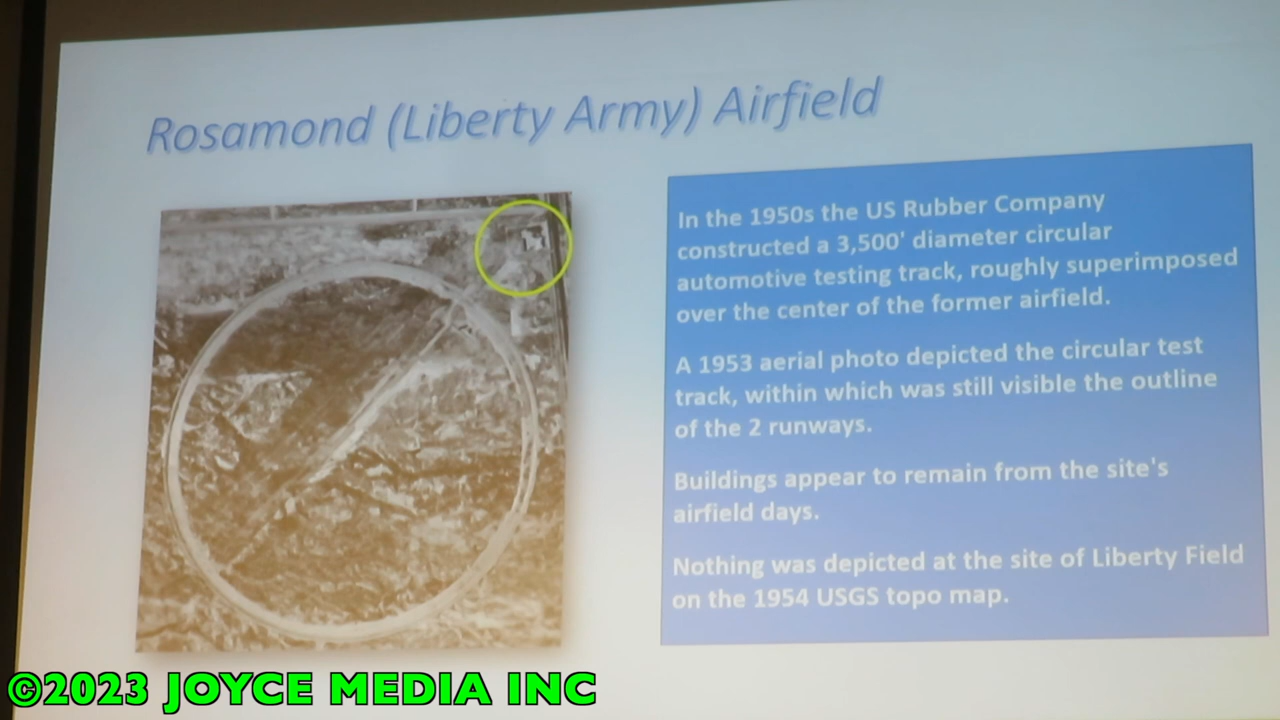 Rosamond (Liberty Army) Airfield
In the 1950s the US Rubber Company
constructed a 3,500' diameter circular
automotive testing track, roughly superimposed
over the center of the former airfield.
A 1953 aerial photo depicted the circular test
track, within which was still visible the outline
of the 2 runways.
Buildings appear to remain from the site's
airfield days.
Nothing was depicted at the site of Liberty Field
on the 1954 USGS topo map.
©2023 JOYCE MEDIA INC